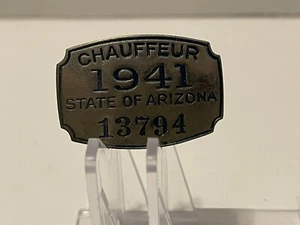 CHAUFFEUR
1941
STATE OF ARIZONA
13794